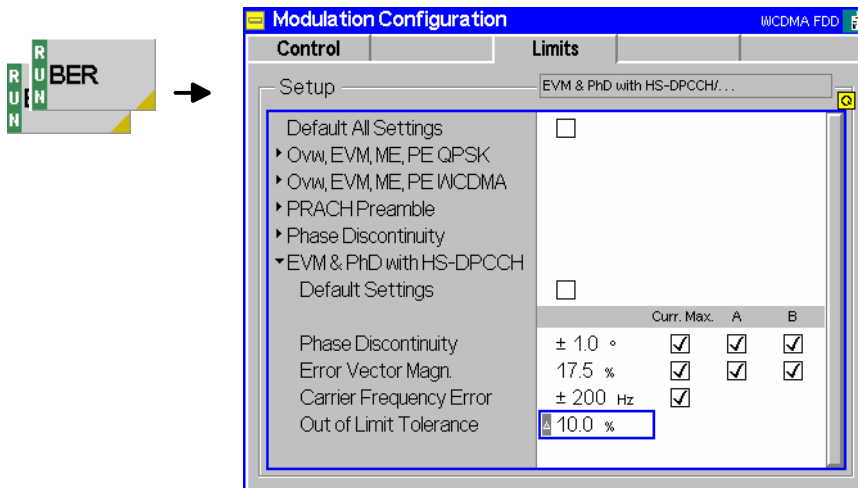 Modulation Configuration WCDMA FDD
Control Limits
RUN BER
RUN
Setup EVM & PhD with HS-DPCCH/. . .
Default All Settings
Ovw, EVM, ME, PE QPSK
Ovw, EVM, ME, PE WCDMA
PRACH Preamble
Phase Discontinuity
EVM & PhD with HS-DPCCH
Default Settings
Curr. Max. A B
Phase Discontinuity ± 1.0 °
Error Vector Magn. 17.5 %
Carrier Frequency Error ± 200 Hz
Out of Limit Tolerance 10.0 %